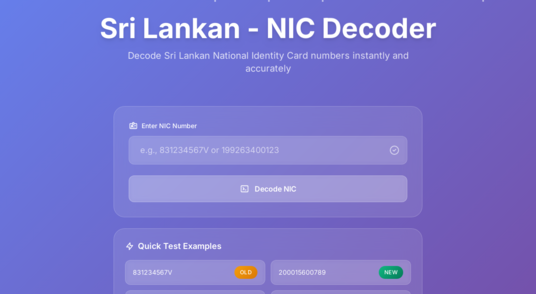 Sri Lankan - NIC Decoder
Decode Sri Lankan National Identity Card numbers instantly and
accurately
Enter NIC Number
e.g., 831234567V or 199263400123
Decode NIC
Quick Test Examples
831234567V OLD 200015600789 NEW